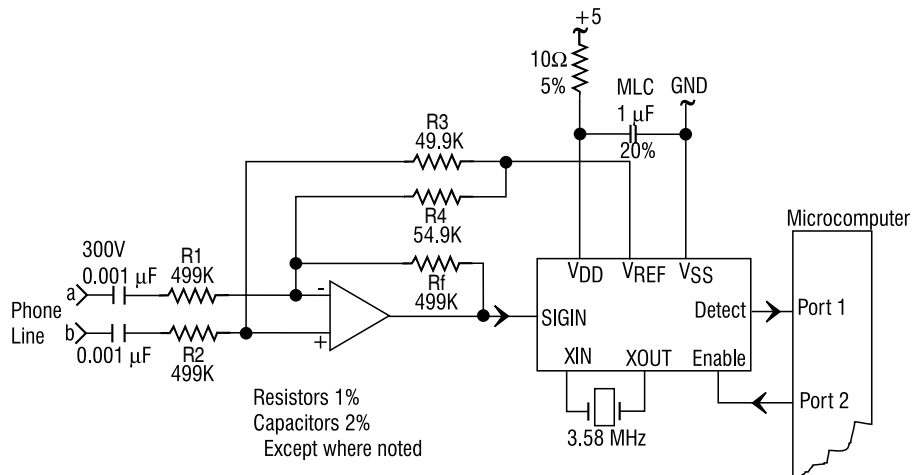 +5
10Ω
5%
MLC
1 µF
20%
GND
R3
49.9K
R4
54.9K
Rf
499K
300V
0.001 µF
R1
499K
Phone
Line
a
b
0.001 µF
R2
499K
-
+
VDD
VREF
VSS
SIGIN
Detect
XIN
XOUT
Enable
3.58 MHz
Microcomputer
Port 1
Port 2
Resistors 1%
Capacitors 2%
Except where noted